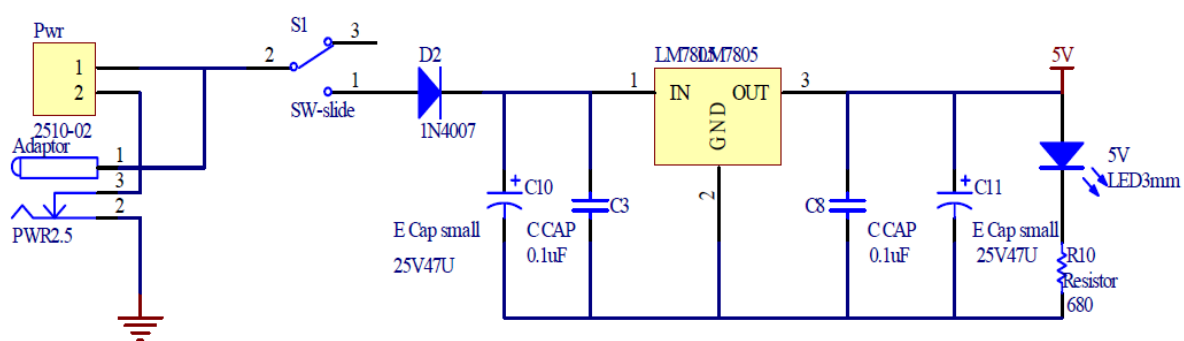 Pwr
1
2
2510-02
Adaptor
1
3
2
PWR2.5
S1
2
3
1
SW-slide
D2
1N4007
+
C10
E Cap small
25V47U
C3
C CAP
0.1uF
LM7805LM7805
1
IN
OUT
3
GND
2
C8
C CAP
0.1uF
+
C11
E Cap small
25V47U
5V
5V
LED3mm
R10
Resistor
680